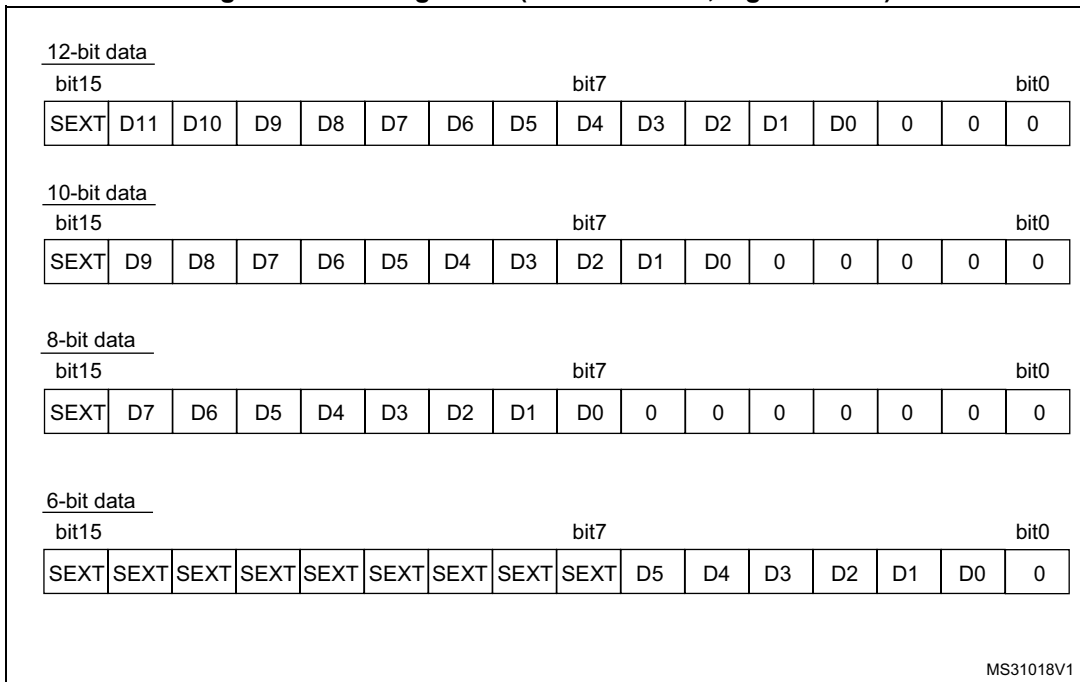 12-bit data
bit15 bit7 bit0
SEXT D11 D10 D9 D8 D7 D6 D5 D4 D3 D2 D1 D0 0 0 0
10-bit data
bit15 bit7 bit0
SEXT D9 D8 D7 D6 D5 D4 D3 D2 D1 D0 0 0 0 0 0
8-bit data
bit15 bit7 bit0
SEXT D7 D6 D5 D4 D3 D2 D1 D0 0 0 0 0 0 0 0
6-bit data
bit15 bit7 bit0
SEXT SEXT SEXT SEXT SEXT SEXT SEXT SEXT SEXT D5 D4 D3 D2 D1 D0 0
MS31018V1